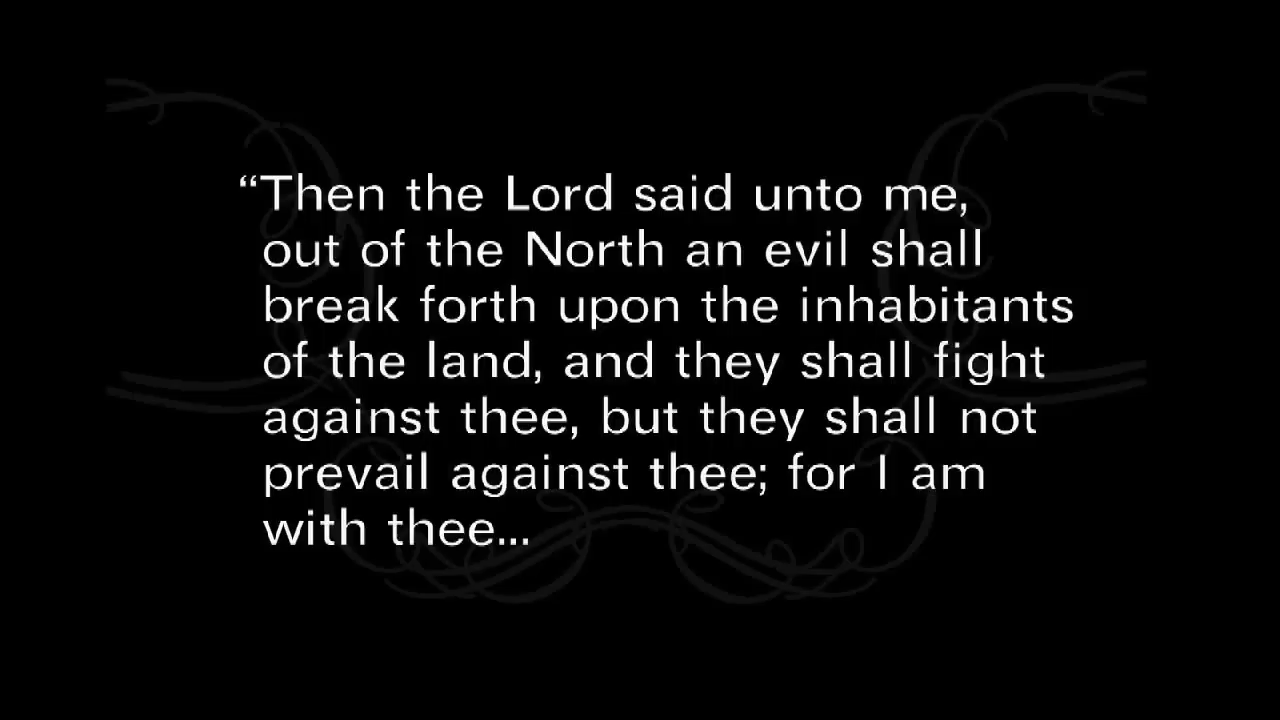 “Then the Lord said unto me,
out of the North an evil shall
break forth upon the inhabitants
of the land, and they shall fight
against thee, but they shall not
prevail against thee; for I am
with thee...